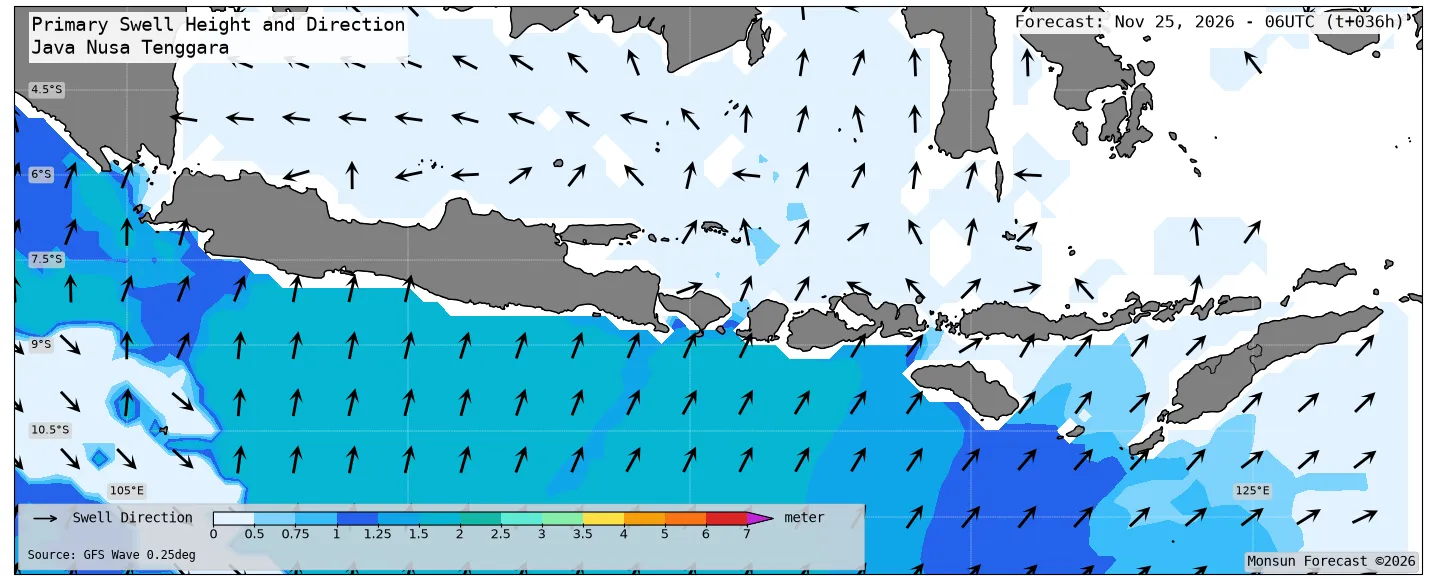 Primary Swell Height and Direction
Java Nusa Tenggara
Forecast: Nov 25, 2026 - 06UTC (t+036h)
4.5°S
6°S
7.5°S
9°S
10.5°S
105°E
125°E
Swell Direction
0 0.5 0.75 1 1.25 1.5 2 2.5 3 3.5 4 5 6 7
meter
Source: GFS Wave 0.25deg
Monsun Forecast ©2026